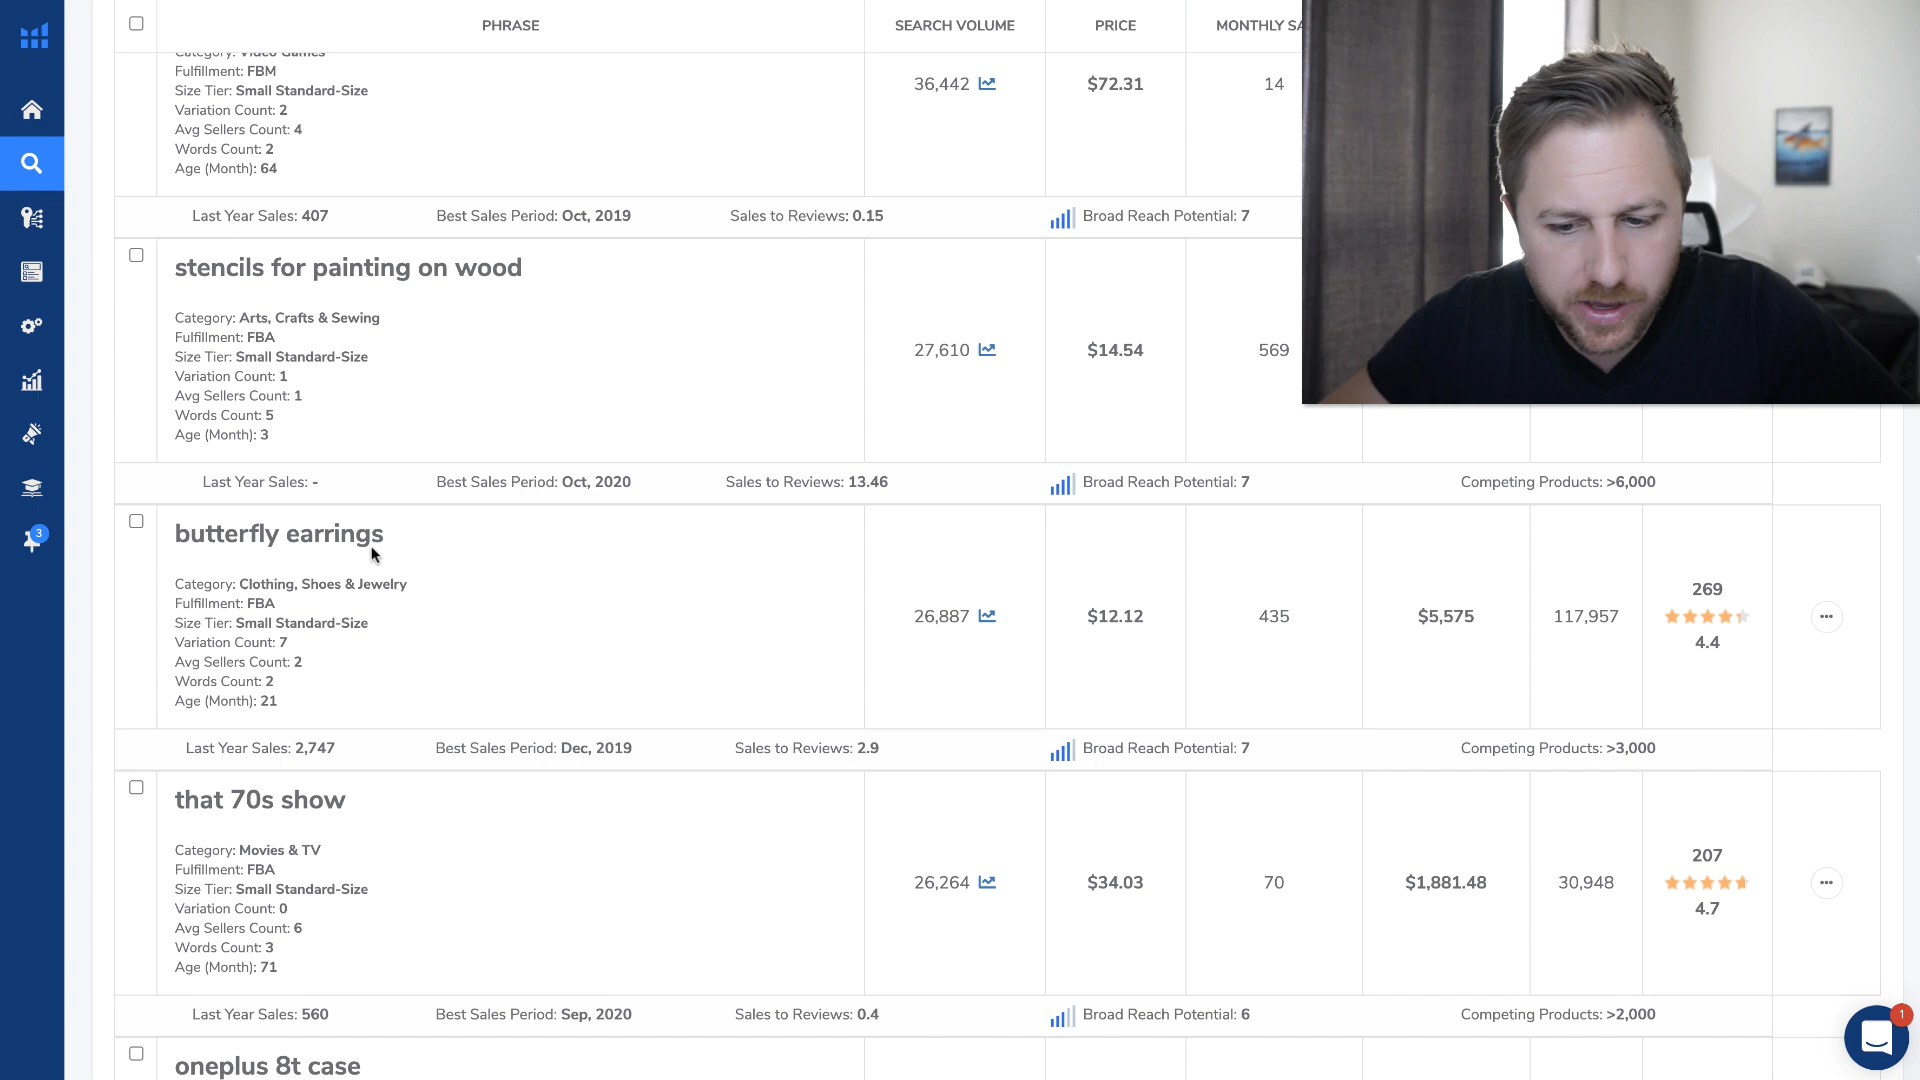 PHRASE SEARCH VOLUME PRICE MONTHLY SA
Category: Video Games
Fulfillment: FBM
Size Tier: Small Standard-Size
Variation Count: 2
Avg Sellers Count: 4
Words Count: 2
Age (Month): 64
36,442 $72.31 14
Last Year Sales: 407 Best Sales Period: Oct, 2019 Sales to Reviews: 0.15 Broad Reach Potential: 7
stencils for painting on wood
Category: Arts, Crafts & Sewing
Fulfillment: FBA
Size Tier: Small Standard-Size
Variation Count: 1
Avg Sellers Count: 1
Words Count: 5
Age (Month): 3
27,610 $14.54 569
Last Year Sales: - Best Sales Period: Oct, 2020 Sales to Reviews: 13.46 Broad Reach Potential: 7 Competing Products: >6,000
butterfly earrings
Category: Clothing, Shoes & Jewelry
Fulfillment: FBA
Size Tier: Small Standard-Size
Variation Count: 7
Avg Sellers Count: 2
Words Count: 2
Age (Month): 21
26,887 $12.12 435 $5,575 117,957
269
4.4
Last Year Sales: 2,747 Best Sales Period: Dec, 2019 Sales to Reviews: 2.9 Broad Reach Potential: 7 Competing Products: >3,000
that 70s show
Category: Movies & TV
Fulfillment: FBA
Size Tier: Small Standard-Size
Variation Count: 0
Avg Sellers Count: 6
Words Count: 3
Age (Month): 71
26,264 $34.03 70 $1,881.48 30,948
207
4.7
Last Year Sales: 560 Best Sales Period: Sep, 2020 Sales to Reviews: 0.4 Broad Reach Potential: 6 Competing Products: >2,000
oneplus 8t case
3
1